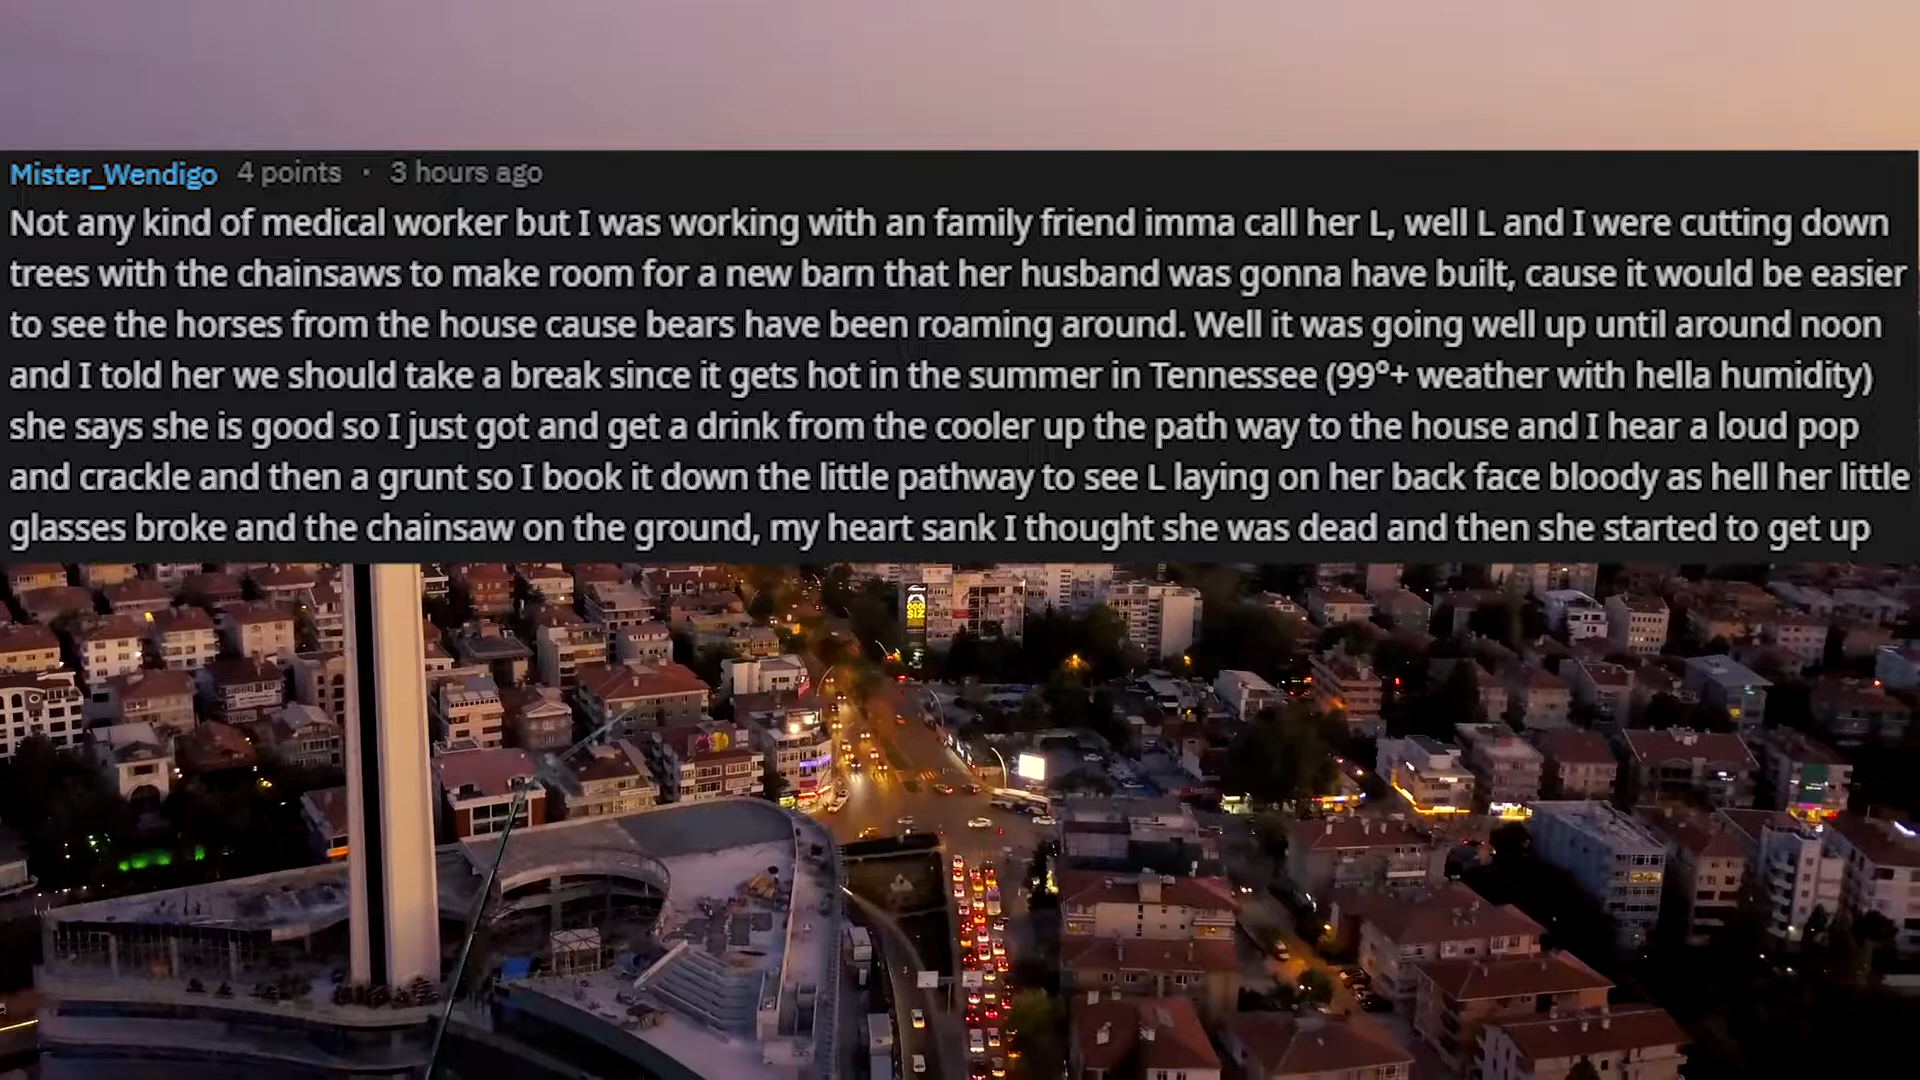 Mister_Wendigo 4 points · 3 hours ago
Not any kind of medical worker but I was working with an family friend imma call her L, well L and I were cutting down
trees with the chainsaws to make room for a new barn that her husband was gonna have built, cause it would be easier
to see the horses from the house cause bears have been roaming around. Well it was going well up until around noon
and I told her we should take a break since it gets hot in the summer in Tennessee (99°+ weather with hella humidity)
she says she is good so I just got and get a drink from the cooler up the path way to the house and I hear a loud pop
and crackle and then a grunt so I book it down the little pathway to see L laying on her back face bloody as hell her little
glasses broke and the chainsaw on the ground, my heart sank I thought she was dead and then she started to get up